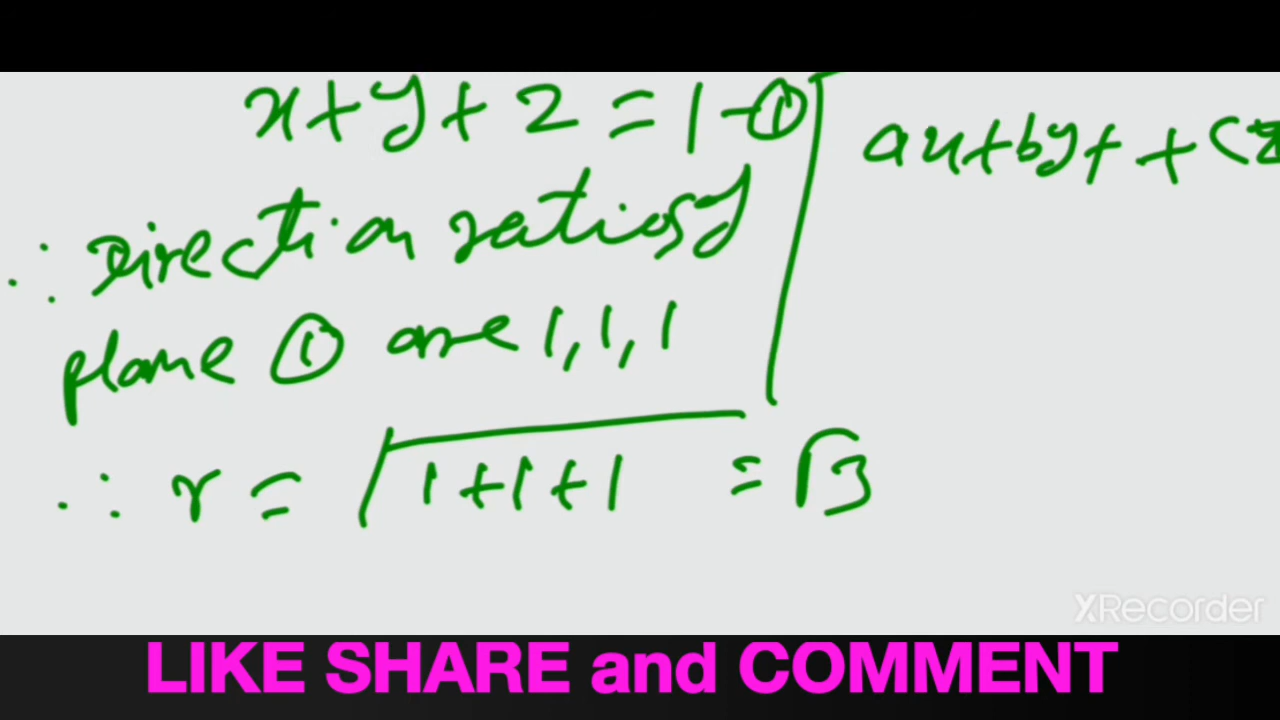 x+y+z=1-①
ax+by+ +cz
∴ Direction ratios of
plane ① are 1,1,1
∴ r = √1+1+1 = √3
XRecorder
LIKE SHARE and COMMENT